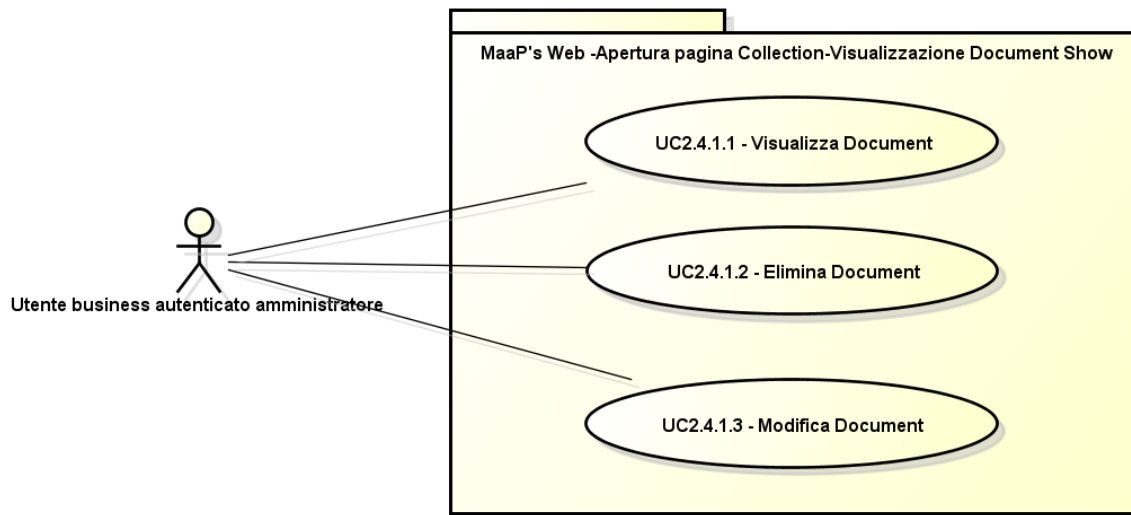 MaaP's Web -Apertura pagina Collection-Visualizzazione Document Show
UC2.4.1.1 - Visualizza Document
UC2.4.1.2 - Elimina Document
Utente business autenticato amministratore
UC2.4.1.3 - Modifica Document